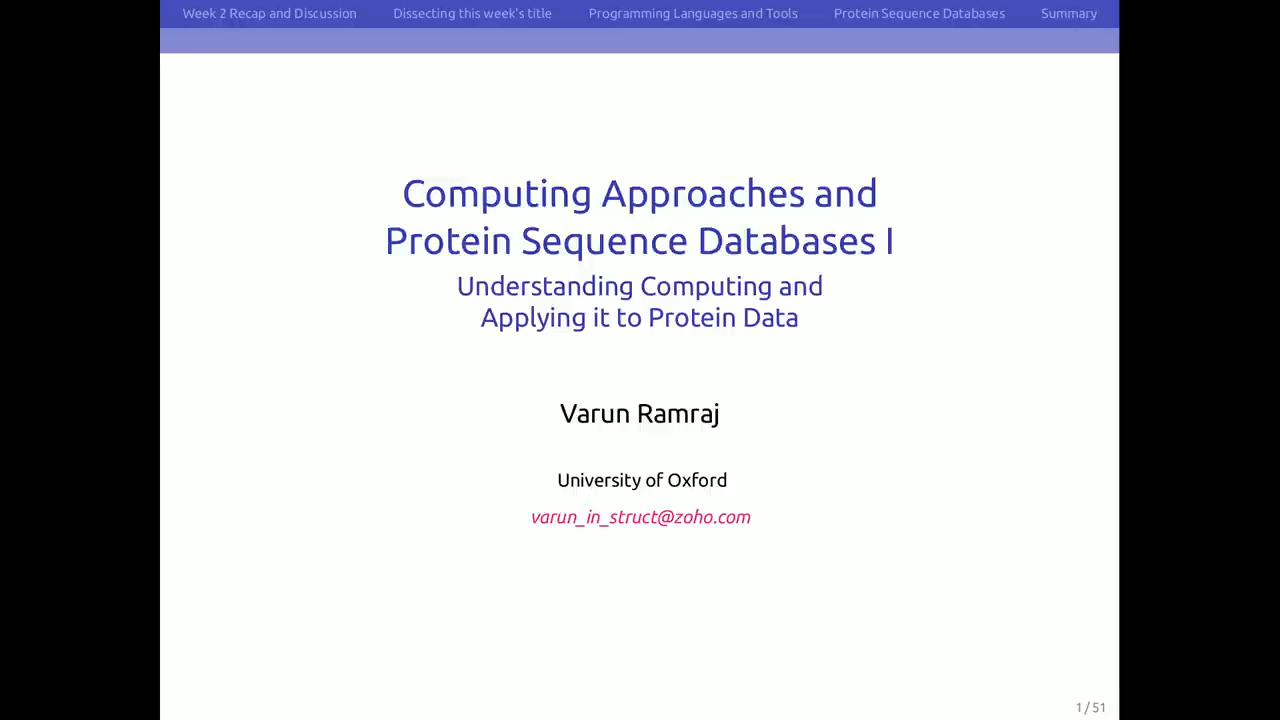 Week 2 Recap and Discussion Dissecting this week's title Programming Languages and Tools Protein Sequence Databases Summary
Computing Approaches and
Protein Sequence Databases I
Understanding Computing and
Applying it to Protein Data
Varun Ramraj
University of Oxford
varun_in_struct@zoho.com
1 / 51